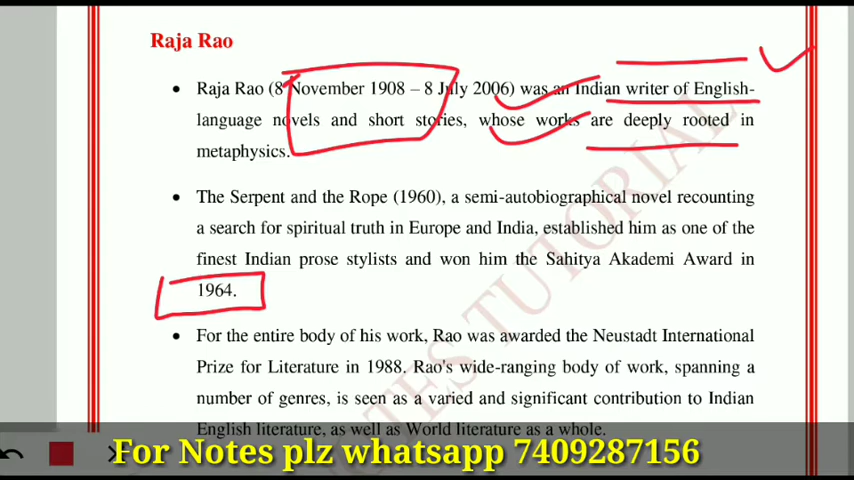 Raja Rao
• Raja Rao (8 November 1908 – 8 July 2006) was an Indian writer of English-
language novels and short stories, whose works are deeply rooted in
metaphysics.
• The Serpent and the Rope (1960), a semi-autobiographical novel recounting
a search for spiritual truth in Europe and India, established him as one of the
finest Indian prose stylists and won him the Sahitya Akademi Award in
1964.
• For the entire body of his work, Rao was awarded the Neustadt International
Prize for Literature in 1988. Rao's wide-ranging body of work, spanning a
number of genres, is seen as a varied and significant contribution to Indian
English literature, as well as World literature as a whole.
For Notes plz whatsapp 7409287156
NOTES TUTORIAL